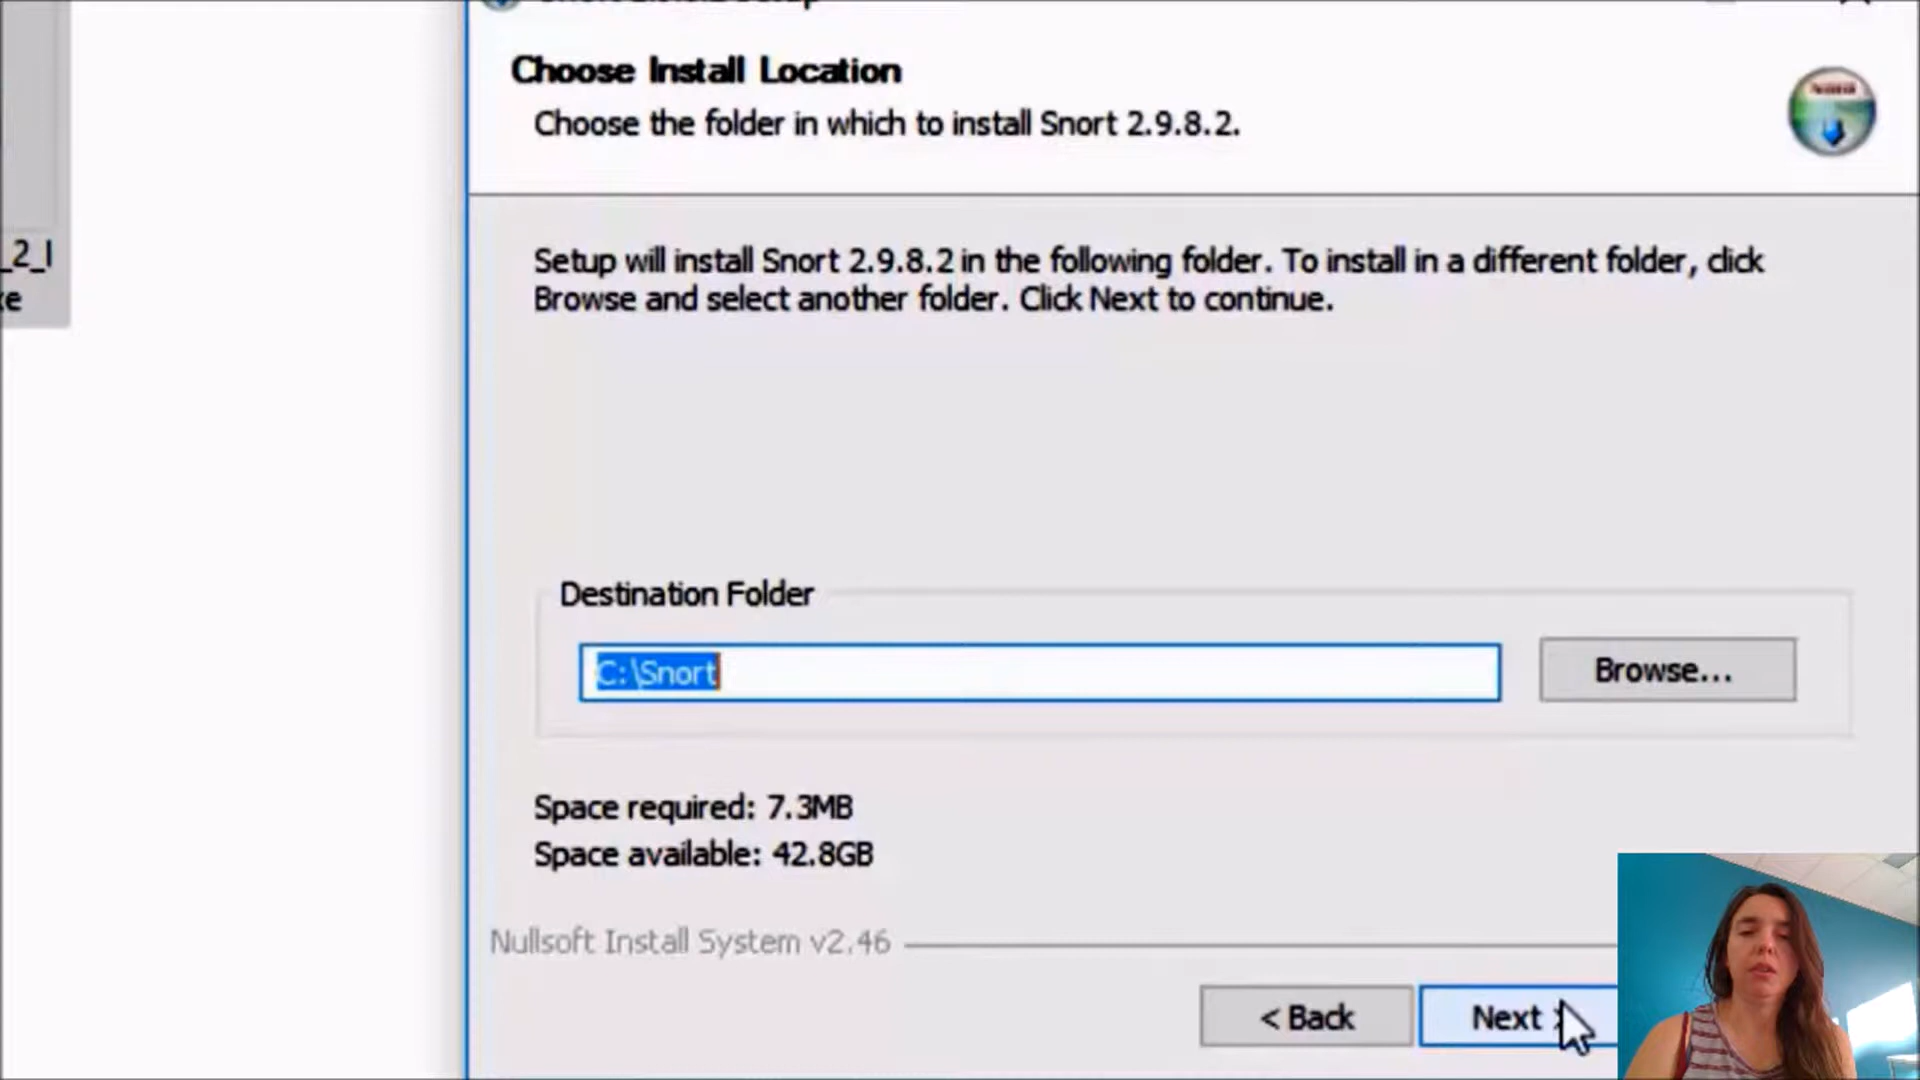 Choose Install Location
Choose the folder in which to install Snort 2.9.8.2.
_2_I
xe
Setup will install Snort 2.9.8.2 in the following folder. To install in a different folder, click
Browse and select another folder. Click Next to continue.
Destination Folder
C:\Snort
Browse...
Space required: 7.3MB
Space available: 42.8GB
Nullsoft Install System v2.46
< Back
Next >